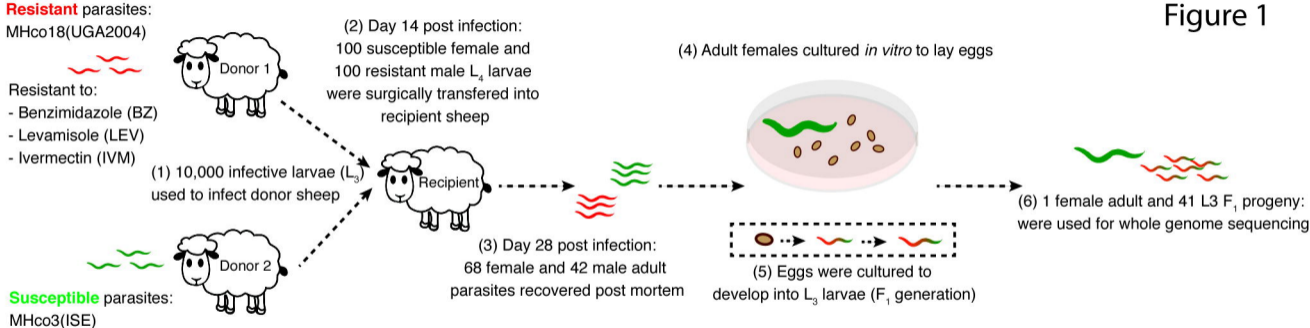 Figure 1
Resistant parasites:
MHco18(UGA2004)
Resistant to:
- Benzimidazole (BZ)
- Levamisole (LEV)
- Ivermectin (IVM)
Donor 1
(1) 10,000 infective larvae (L3)
used to infect donor sheep
Donor 2
Susceptible parasites:
MHco3(ISE)
(2) Day 14 post infection:
100 susceptible female and
100 resistant male L4 larvae
were surgically transfered into
recipient sheep
Recipient
(3) Day 28 post infection:
68 female and 42 male adult
parasites recovered post mortem
(4) Adult females cultured in vitro to lay eggs
(5) Eggs were cultured to
develop into L3 larvae (F1 generation)
(6) 1 female adult and 41 L3 F1 progeny:
were used for whole genome sequencing